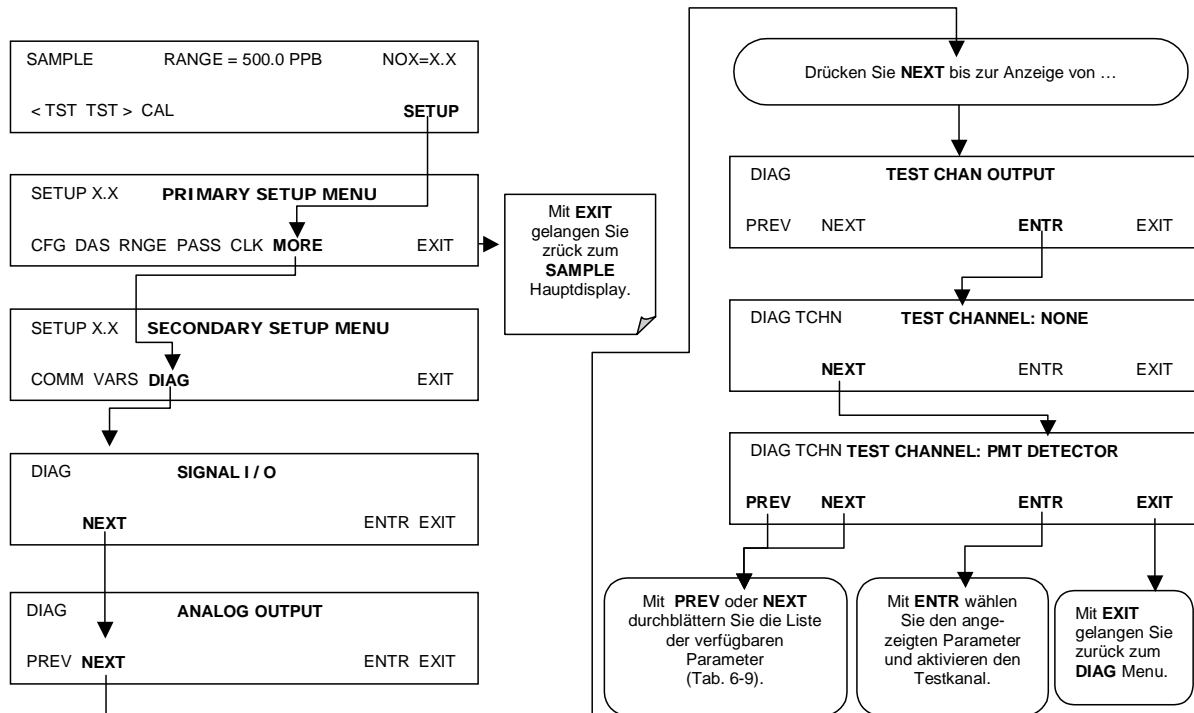 SAMPLE RANGE = 500.0 PPB NOX=X.X
< TST TST > CAL SETUP
SETUP X.X PRIMARY SETUP MENU
CFG DAS RNGE PASS CLK MORE EXIT
Mit EXIT
gelangen Sie
zrück zum
SAMPLE
Hauptdisplay.
SETUP X.X SECONDARY SETUP MENU
COMM VARS DIAG EXIT
DIAG SIGNAL I / O
NEXT ENTR EXIT
DIAG ANALOG OUTPUT
PREV NEXT ENTR EXIT
Drücken Sie NEXT bis zur Anzeige von …
DIAG TEST CHAN OUTPUT
PREV NEXT ENTR EXIT
DIAG TCHN TEST CHANNEL: NONE
NEXT ENTR EXIT
DIAG TCHN TEST CHANNEL: PMT DETECTOR
PREV NEXT ENTR EXIT
Mit PREV oder NEXT
durchblättern Sie die Liste
der verfügbaren
Parameter
(Tab. 6-9).
Mit ENTR wählen
Sie den ange-
zeigten Parameter
und aktivieren den
Testkanal.
Mit EXIT
gelangen Sie
zurück zum
DIAG Menu.